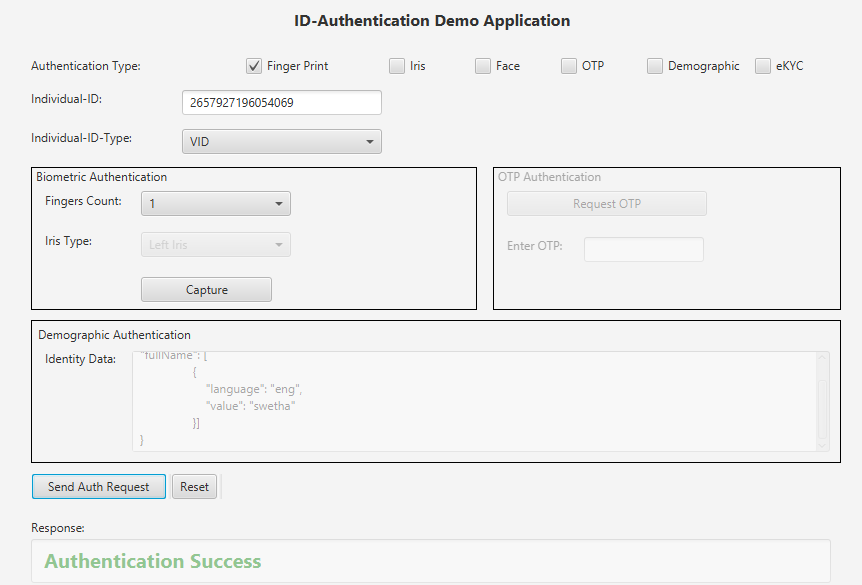 ID-Authentication Demo Application
Authentication Type: Finger Print Iris Face OTP Demographic eKYC
Individual-ID: 2657927196054069
Individual-ID-Type: VID
Biometric Authentication
Fingers Count: 1
Iris Type: Left Iris
Capture
OTP Authentication
Request OTP
Enter OTP:
Demographic Authentication
Identity Data: "fullName": [
{
"language": "eng",
"value": "swetha"
}]
}
Send Auth Request Reset
Response:
Authentication Success